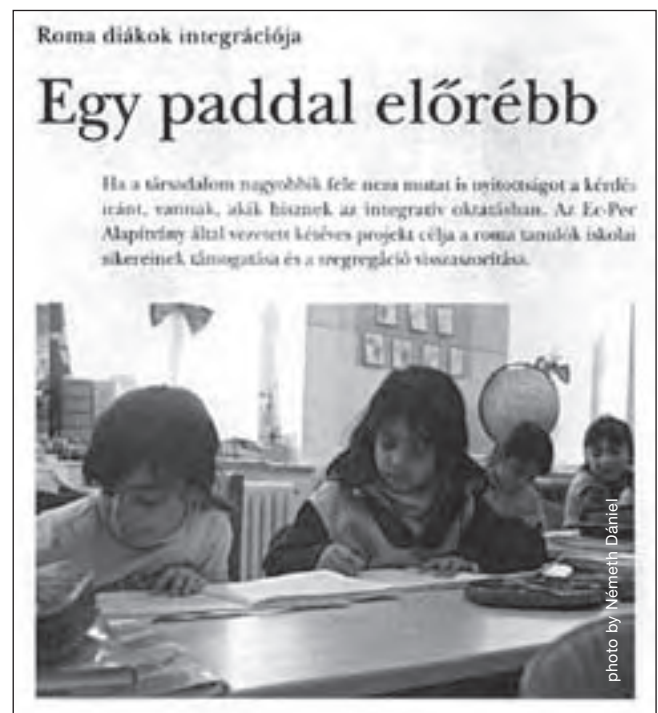 Roma diákok integrációja
Egy paddal előrébb
Ha a társadalom nagyobbik fele nem mutat is nyitottságot a kérdés
iránt, vannak, akik hisznek az integratív oktatásban. Az Ec-Pec
Alapítvány által vezetett kétéves projekt célja a roma tanulók iskolai
sikereinek támogatása és a szegregáció visszaszorítása.
photo by Németh Dániel